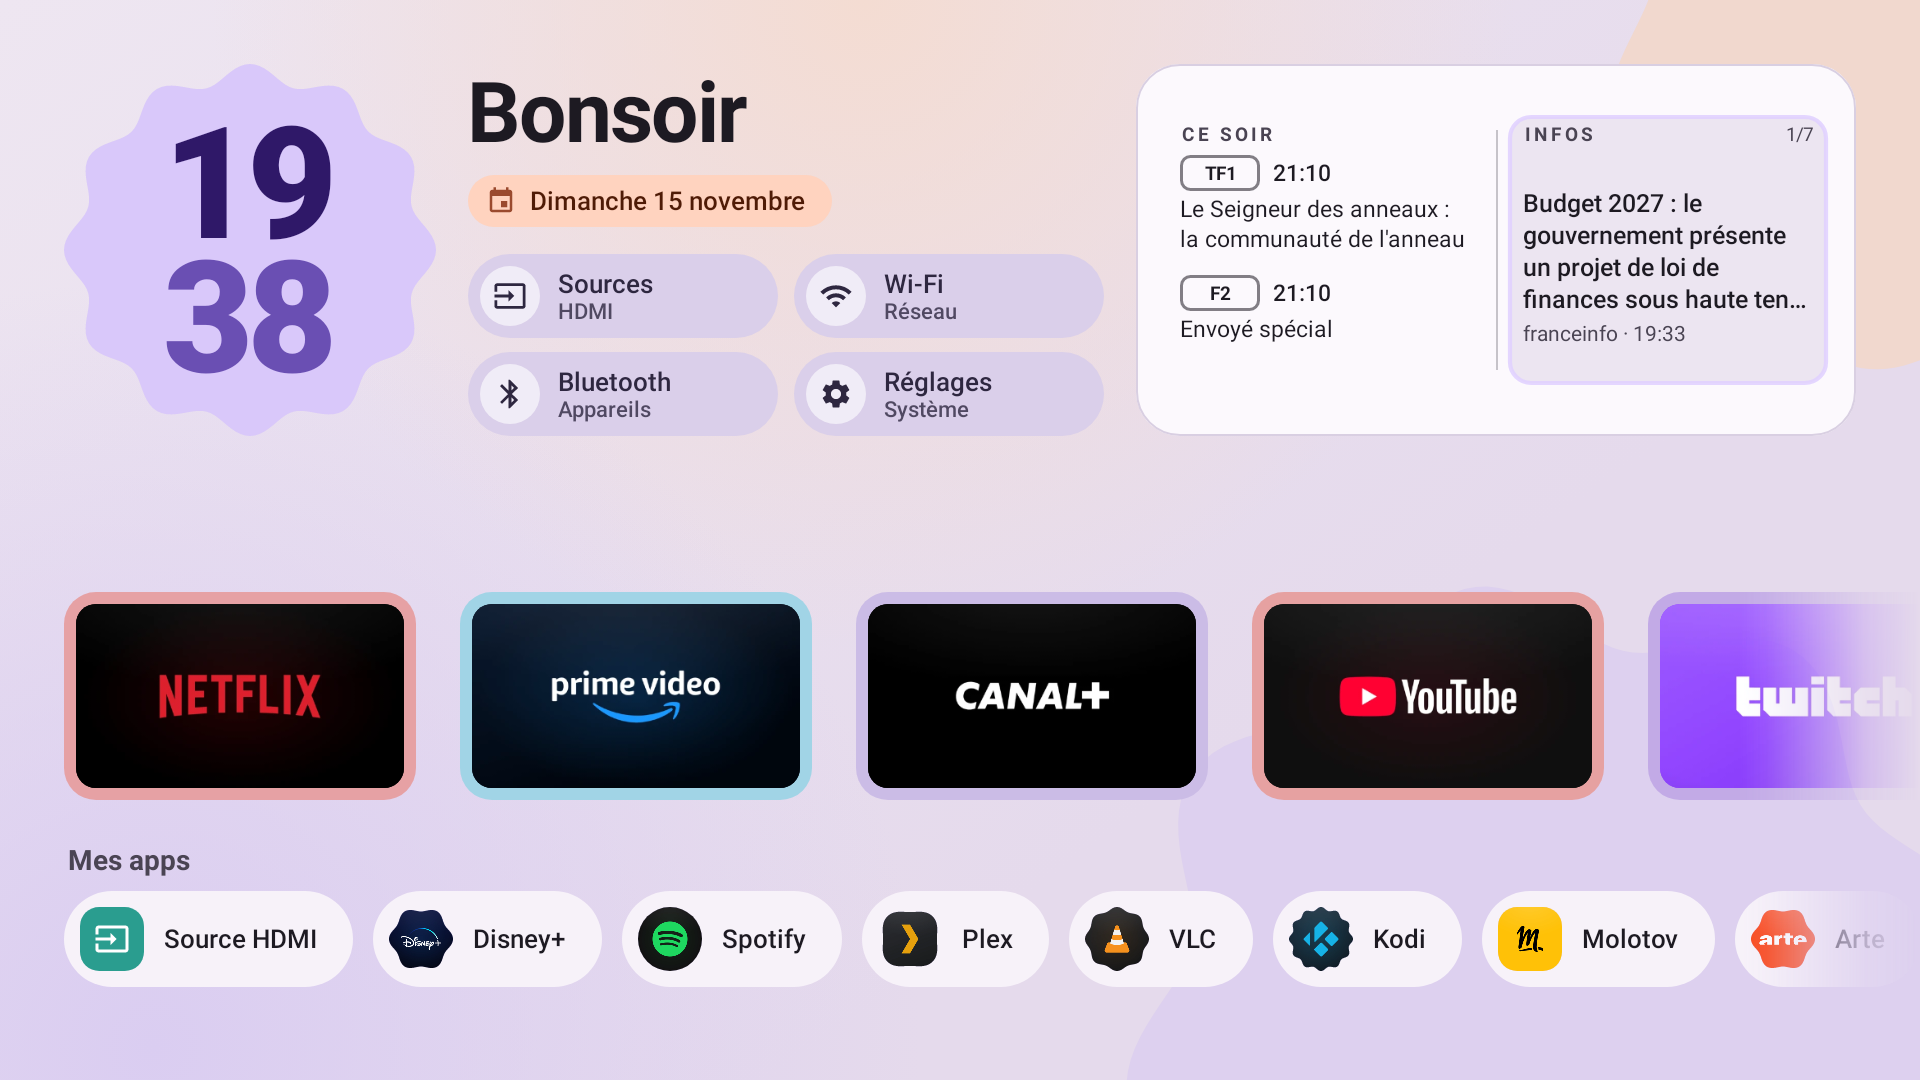 19
38
Bonsoir
Dimanche 15 novembre
Sources
HDMI
Wi-Fi
Réseau
Bluetooth
Appareils
Réglages
Système
CE SOIR
TF1 21:10
Le Seigneur des anneaux :
la communauté de l'anneau
F2 21:10
Envoyé spécial
INFOS 1/7
Budget 2027 : le
gouvernement présente
un projet de loi de
finances sous haute ten…
franceinfo · 19:33
NETFLIX
prime video
CANAL+
YouTube
twitch
Mes apps
Source HDMI
Disney+
Disney+
Spotify
Plex
VLC
Kodi
M.
Molotov
arte
Arte